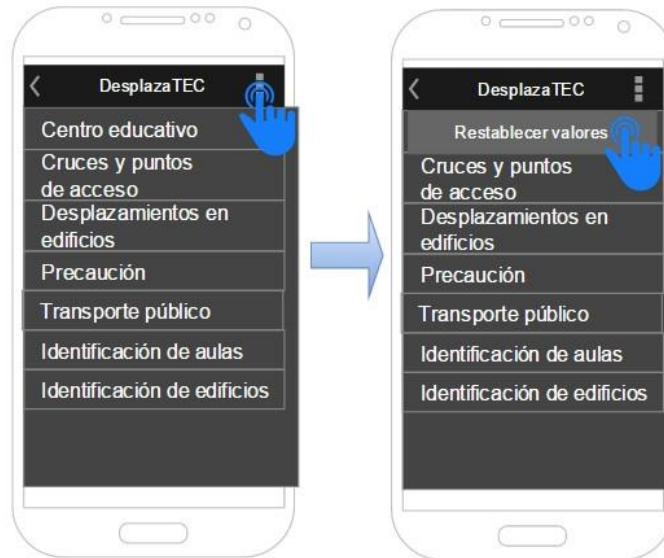 DesplazaTEC
Centro educativo
Cruces y puntos
de acceso
Desplazamientos en
edificios
Precaución
Transporte público
Identificación de aulas
Identificación de edificios
DesplazaTEC
Restablecer valores
Cruces y puntos
de acceso
Desplazamientos en
edificios
Precaución
Transporte público
Identificación de aulas
Identificación de edificios